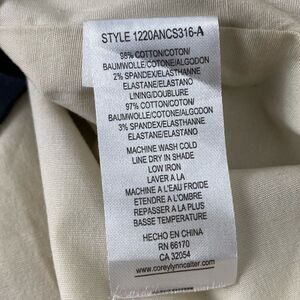 STYLE 1220ANCS316-A
98% COTTON/COTON/
BAUMWOLLE/COTONE/ALGODON
2% SPANDEX/ELASTHANNE
ELASTANE/ELASTANO
LINING/DOUBLURE
97% COTTON/COTON/
BAUMWOLLE/COTONE/ALGODON
3% SPANDEX/ELASTHANNE
ELASTANE/ELASTANO
MACHINE WASH COLD
LINE DRY IN SHADE
LOW IRON
LAVER A LA
MACHINE A L'EAU FROIDE
ETENDRE A L'OMBRE
REPASSER A LA PLUS
BASSE TEMPERATURE
HECHO EN CHINA
RN 66170
CA 32054
www.coreylynncalter.com